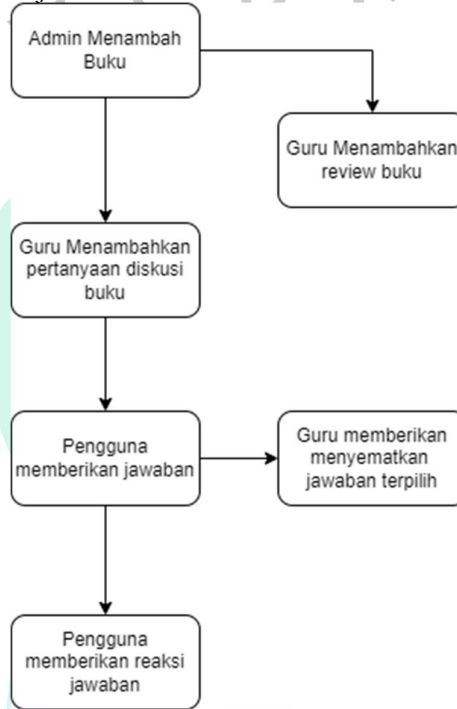 Admin Menambah
Buku
Guru Menambahkan
review buku
Guru Menambahkan
pertanyaan diskusi
buku
Pengguna
memberikan jawaban
Guru memberikan
menyematkan
jawaban terpilih
Pengguna
memberikan reaksi
jawaban